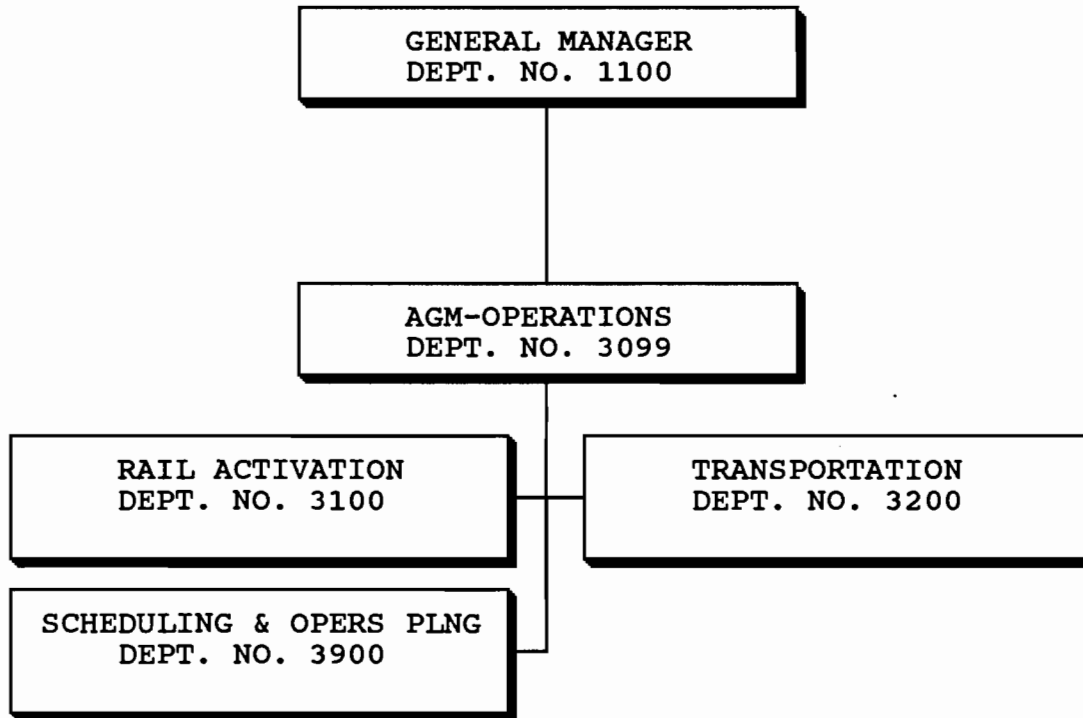 GENERAL MANAGER
DEPT. NO. 1100
AGM-OPERATIONS
DEPT. NO. 3099
RAIL ACTIVATION
DEPT. NO. 3100
TRANSPORTATION
DEPT. NO. 3200
SCHEDULING & OPERS PLNG
DEPT. NO. 3900